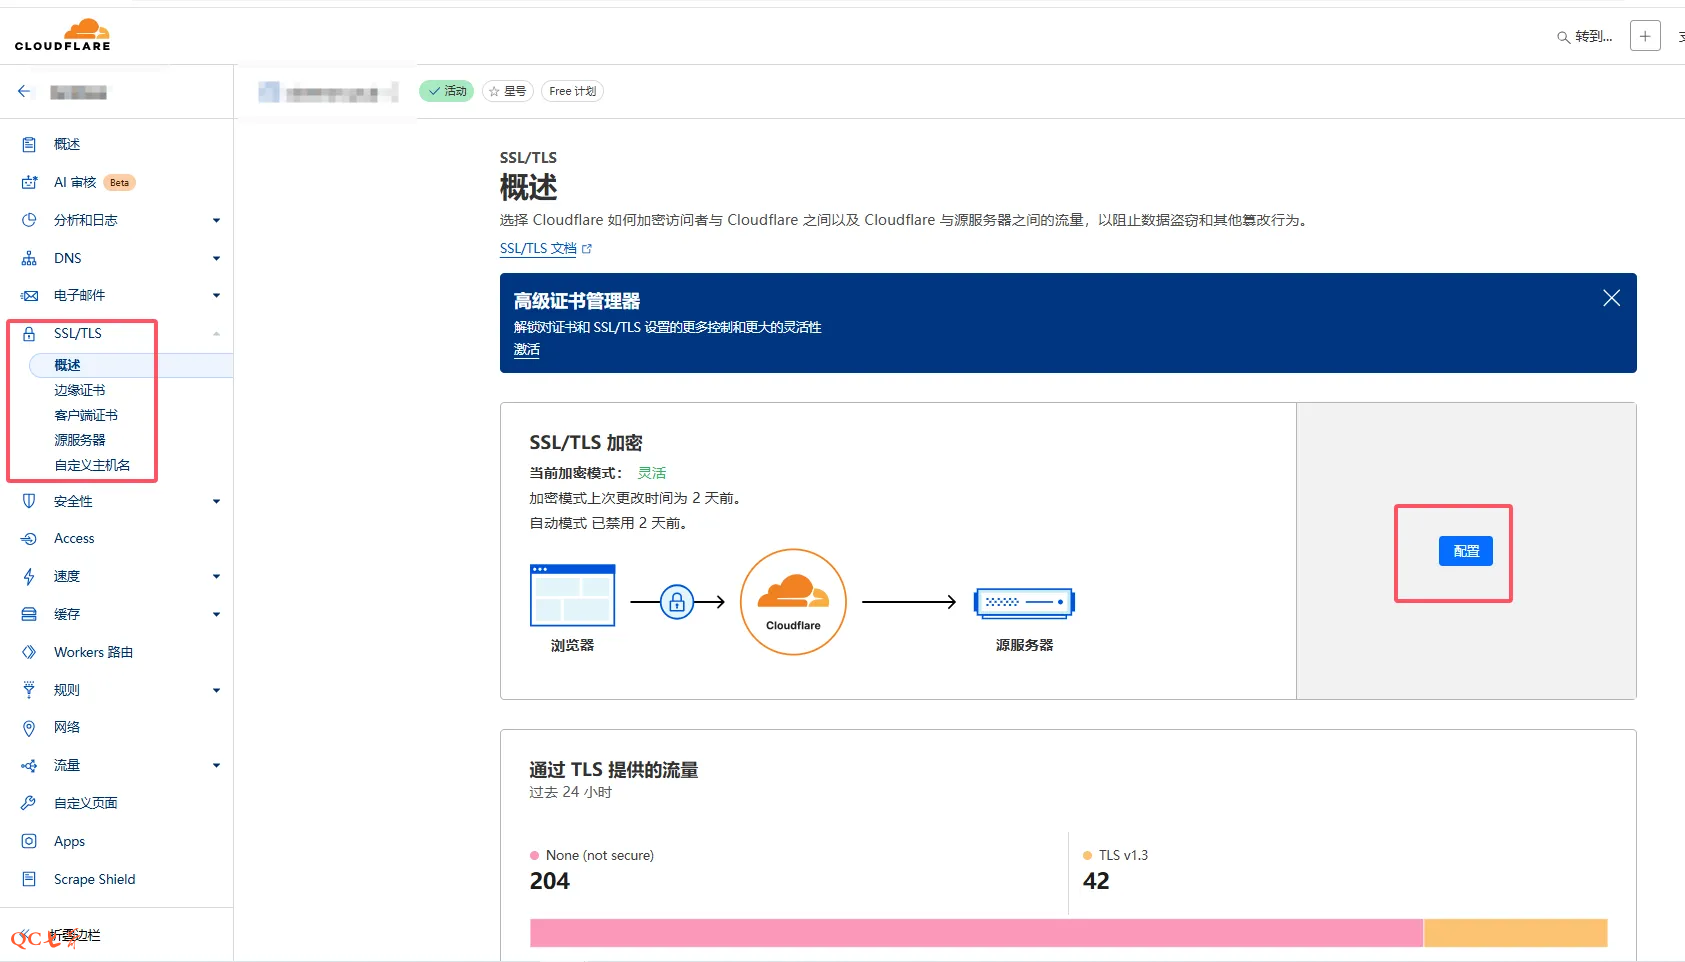 CLOUDFLARE
转到...
支
活动
星号
Free 计划
概述
AI 审核 Beta
分析和日志
DNS
电子邮件
SSL/TLS
概述
边缘证书
客户端证书
源服务器
自定义主机名
安全性
Access
速度
缓存
Workers 路由
规则
网络
流量
自定义页面
Apps
Scrape Shield
折叠边栏
SSL/TLS
概述
选择 Cloudflare 如何加密访问者与 Cloudflare 之间以及 Cloudflare 与源服务器之间的流量，以阻止数据盗窃和其他篡改行为。
SSL/TLS 文档
高级证书管理器
解锁对证书和 SSL/TLS 设置的更多控制和更大的灵活性
激活
SSL/TLS 加密
当前加密模式： 灵活
加密模式上次更改时间为 2 天前。
自动模式 已禁用 2 天前。
配置
浏览器
Cloudflare
源服务器
通过 TLS 提供的流量
过去 24 小时
None (not secure)
204
TLS v1.3
42